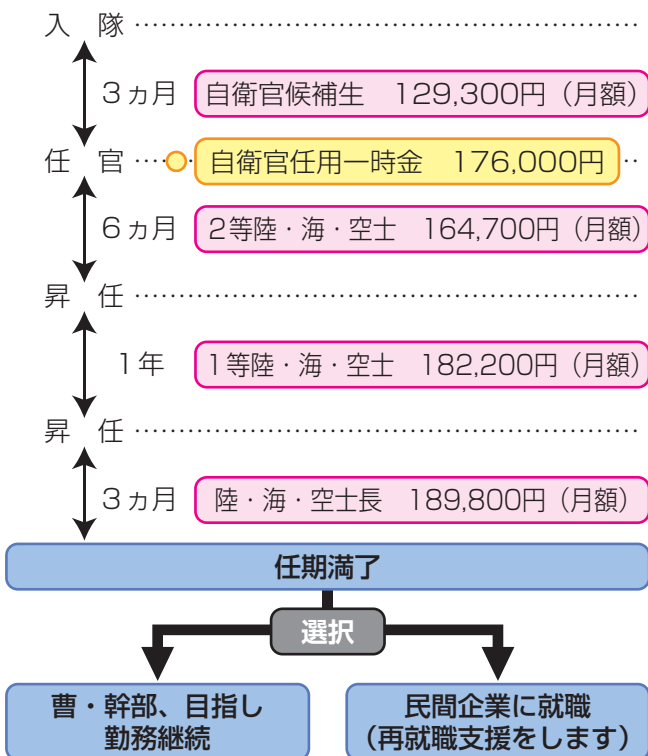 入　隊
3ヵ月　自衛官候補生　129,300円（月額）
任　官　自衛官任用一時金　176,000円
6ヵ月　2等陸・海・空士　164,700円（月額）
昇　任
1年　1等陸・海・空士　182,200円（月額）
昇　任
3ヵ月　陸・海・空士長　189,800円（月額）
任期満了
選択
曹・幹部、目指し
勤務継続
民間企業に就職
（再就職支援をします）